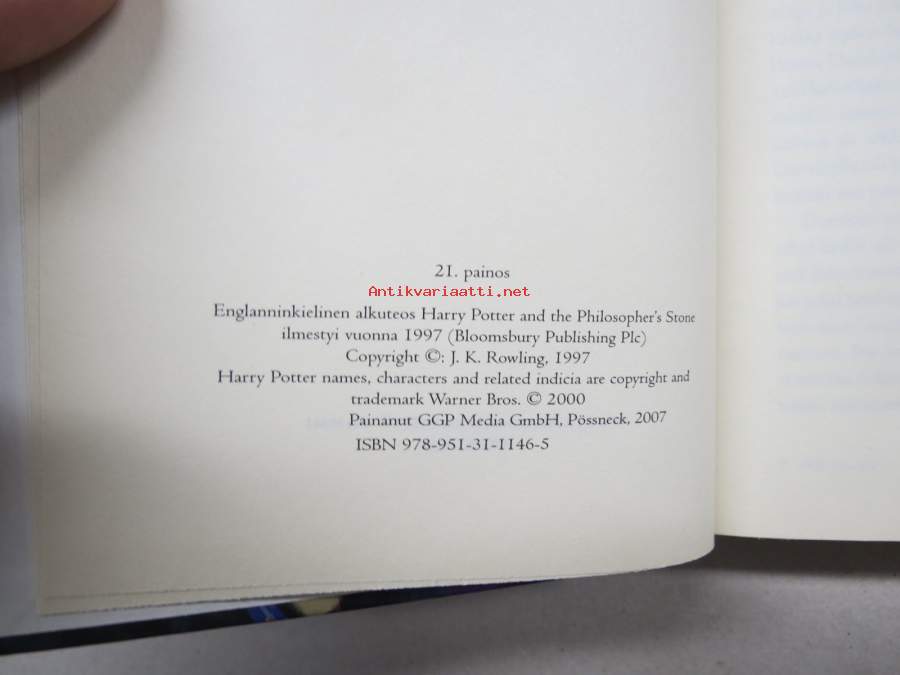 21. painos
Antikvariaatti.net
Englanninkielinen alkuteos Harry Potter and the Philosopher's Stone
ilmestyi vuonna 1997 (Bloomsbury Publishing Plc)
Copyright ©: J. K. Rowling, 1997
Harry Potter names, characters and related indicia are copyright and
trademark Warner Bros. © 2000
Painanut GGP Media GmbH, Pössneck, 2007
ISBN 978-951-31-1146-5